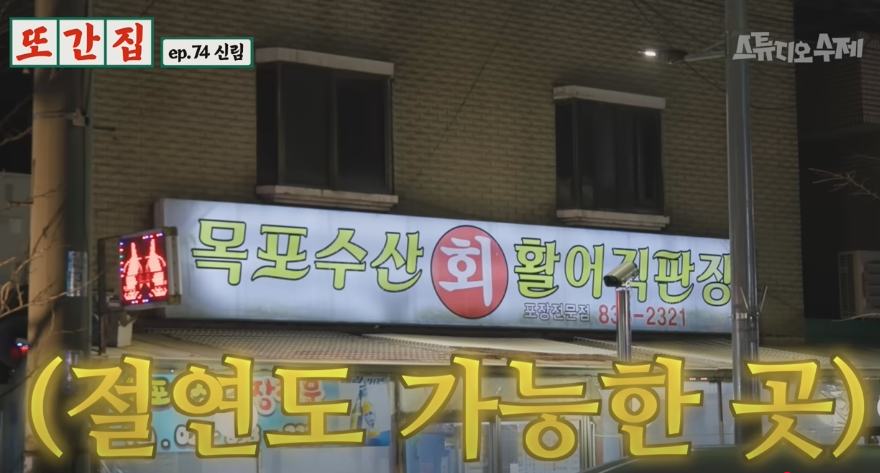 또간집
ep.74 신림
스튜디오 수제
목포수산 회 활어직판장
포장전문점
(절연도 가능한 곳)